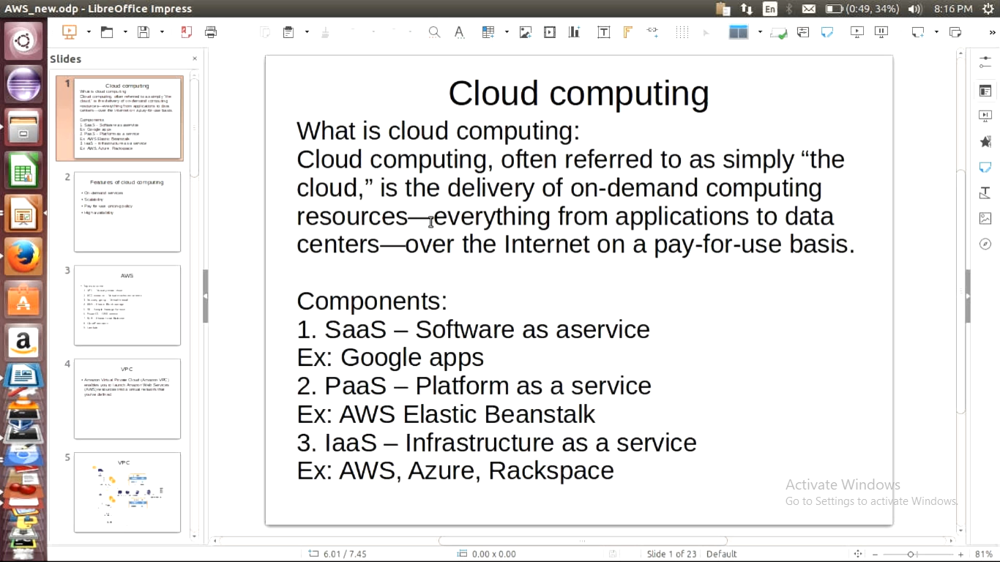 AWS_new.odp - LibreOffice Impress
En
(0:49, 34%)
8:16 PM
Slides
1
Cloud computing
What is cloud computing:
Cloud computing, often referred to as simply “the
cloud,” is the delivery of on-demand computing
resources—everything from applications to data
centers—over the Internet on a pay-for-use basis.
Components:
1. SaaS – Software as aservice
Ex: Google apps
2. PaaS – Platform as a service
Ex: AWS Elastic Beanstalk
3. IaaS – Infrastructure as a service
Ex: AWS, Azure, Rackspace
2
Features of cloud computing
• On-demand services
• Scalability
• Pay for use pricing policy
• High availability
3
AWS
4
VPC
• Amazon Virtual Private Cloud (Amazon VPC)
enables you to launch Amazon Web Services
(AWS) resources into a virtual network that
you've defined
5
VPC
Cloud computing
What is cloud computing:
Cloud computing, often referred to as simply “the
cloud,” is the delivery of on-demand computing
resources—everything from applications to data
centers—over the Internet on a pay-for-use basis.
Components:
1. SaaS – Software as aservice
Ex: Google apps
2. PaaS – Platform as a service
Ex: AWS Elastic Beanstalk
3. IaaS – Infrastructure as a service
Ex: AWS, Azure, Rackspace
Activate Windows
Go to Settings to activate Windows.
6.01 / 7.45
0.00 x 0.00
Slide 1 of 23
Default
81%